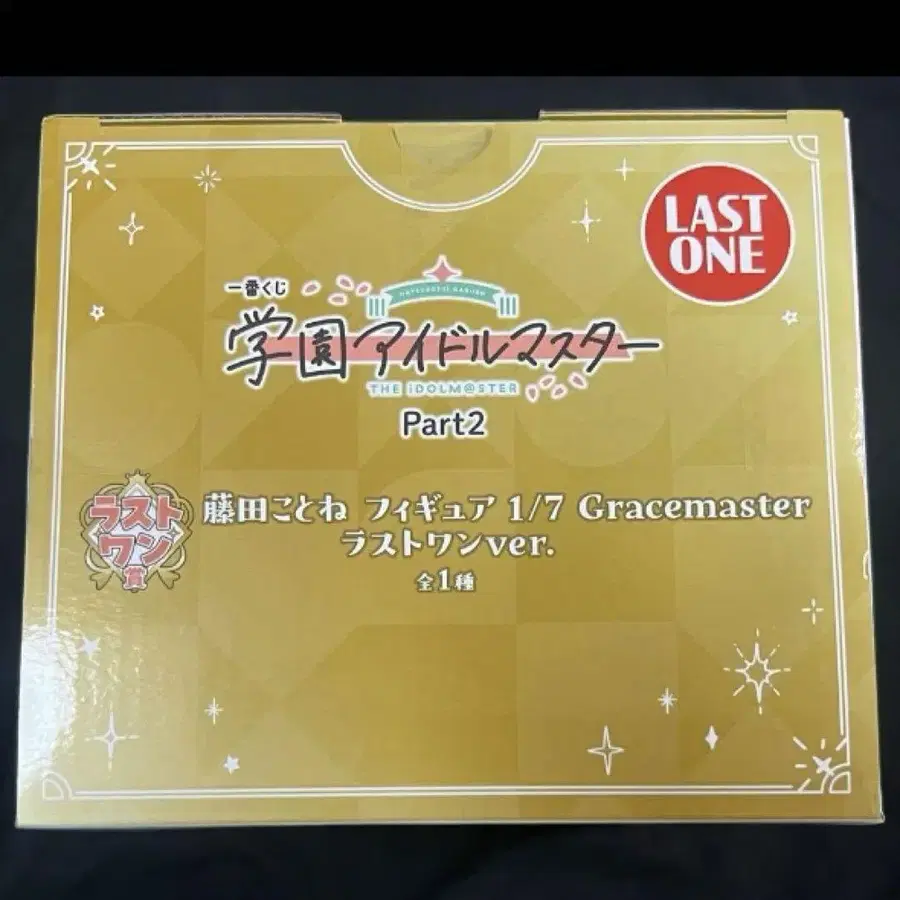 LAST
ONE
一番くじ
HATSUBOSHI GAKUEN
学園アイドルマスター
THE iDOLM@STER
Part2
ラスト
ワン
賞
藤田ことね フィギュア 1/7 Gracemaster
ラストワンver.
全1種